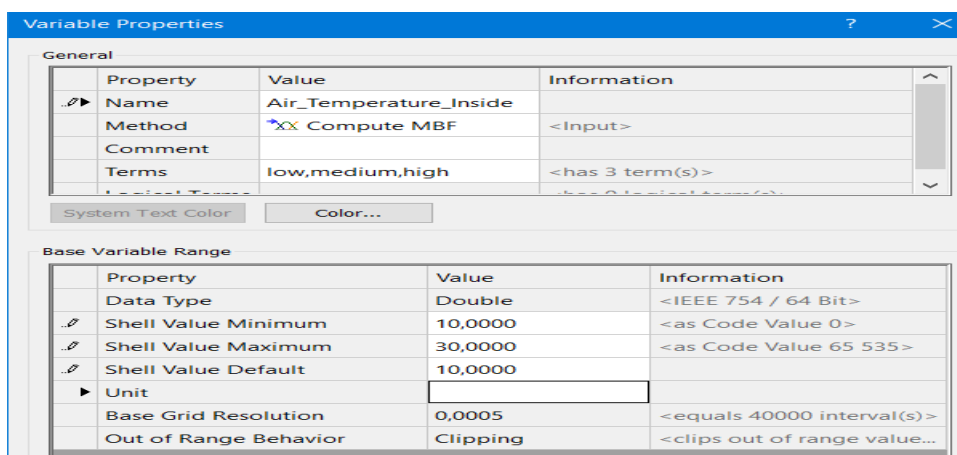 Variable Properties ?
General
Property Value Information
Name Air_Temperature_Inside
Method XX Compute MBF <Input>
Comment
Terms low,medium,high <has 3 term(s)>
System Text Color Color...
Base Variable Range
Property Value Information
Data Type Double <IEEE 754 / 64 Bit>
Shell Value Minimum 10,0000 <as Code Value 0>
Shell Value Maximum 30,0000 <as Code Value 65 535>
Shell Value Default 10,0000
Unit
Base Grid Resolution 0,0005 <equals 40000 interval(s)>
Out of Range Behavior Clipping <clips out of range value...